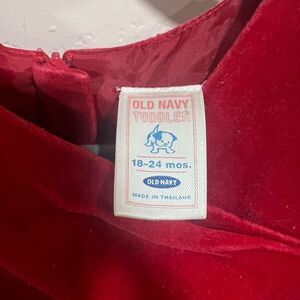 OLD NAVY
TODDLER
18-24 mos.
OLD NAVY
MADE IN THAILAND